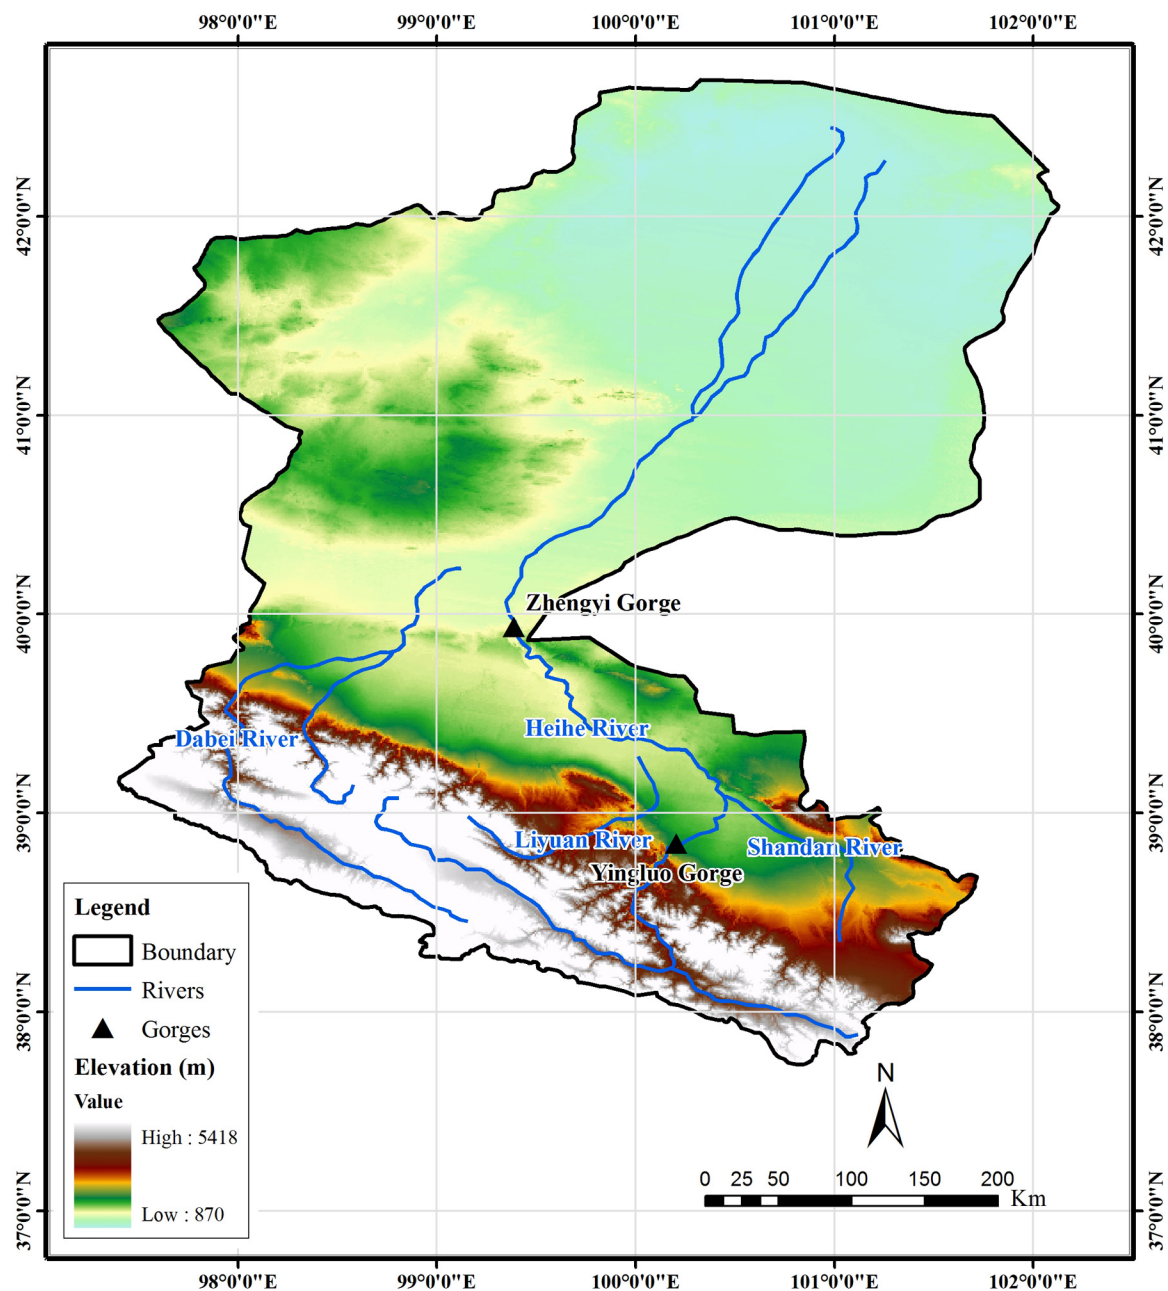 98°0'0"E 99°0'0"E 100°0'0"E 101°0'0"E 102°0'0"E
42°0'0"N 42°0'0"N
41°0'0"N 41°0'0"N
Zhengyi Gorge
40°0'0"N 40°0'0"N
Heihe River
Dabei River
39°0'0"N 39°0'0"N
Liyuan River
Shandan River
Yingluo Gorge
Legend
Boundary
Rivers
38°0'0"N 38°0'0"N
Gorges
Elevation (m)
N
Value
High : 5418
0 25 50 100 150 200
Km
Low : 870
37°0'0"N 37°0'0"N
98°0'0"E 99°0'0"E 100°0'0"E 101°0'0"E 102°0'0"E